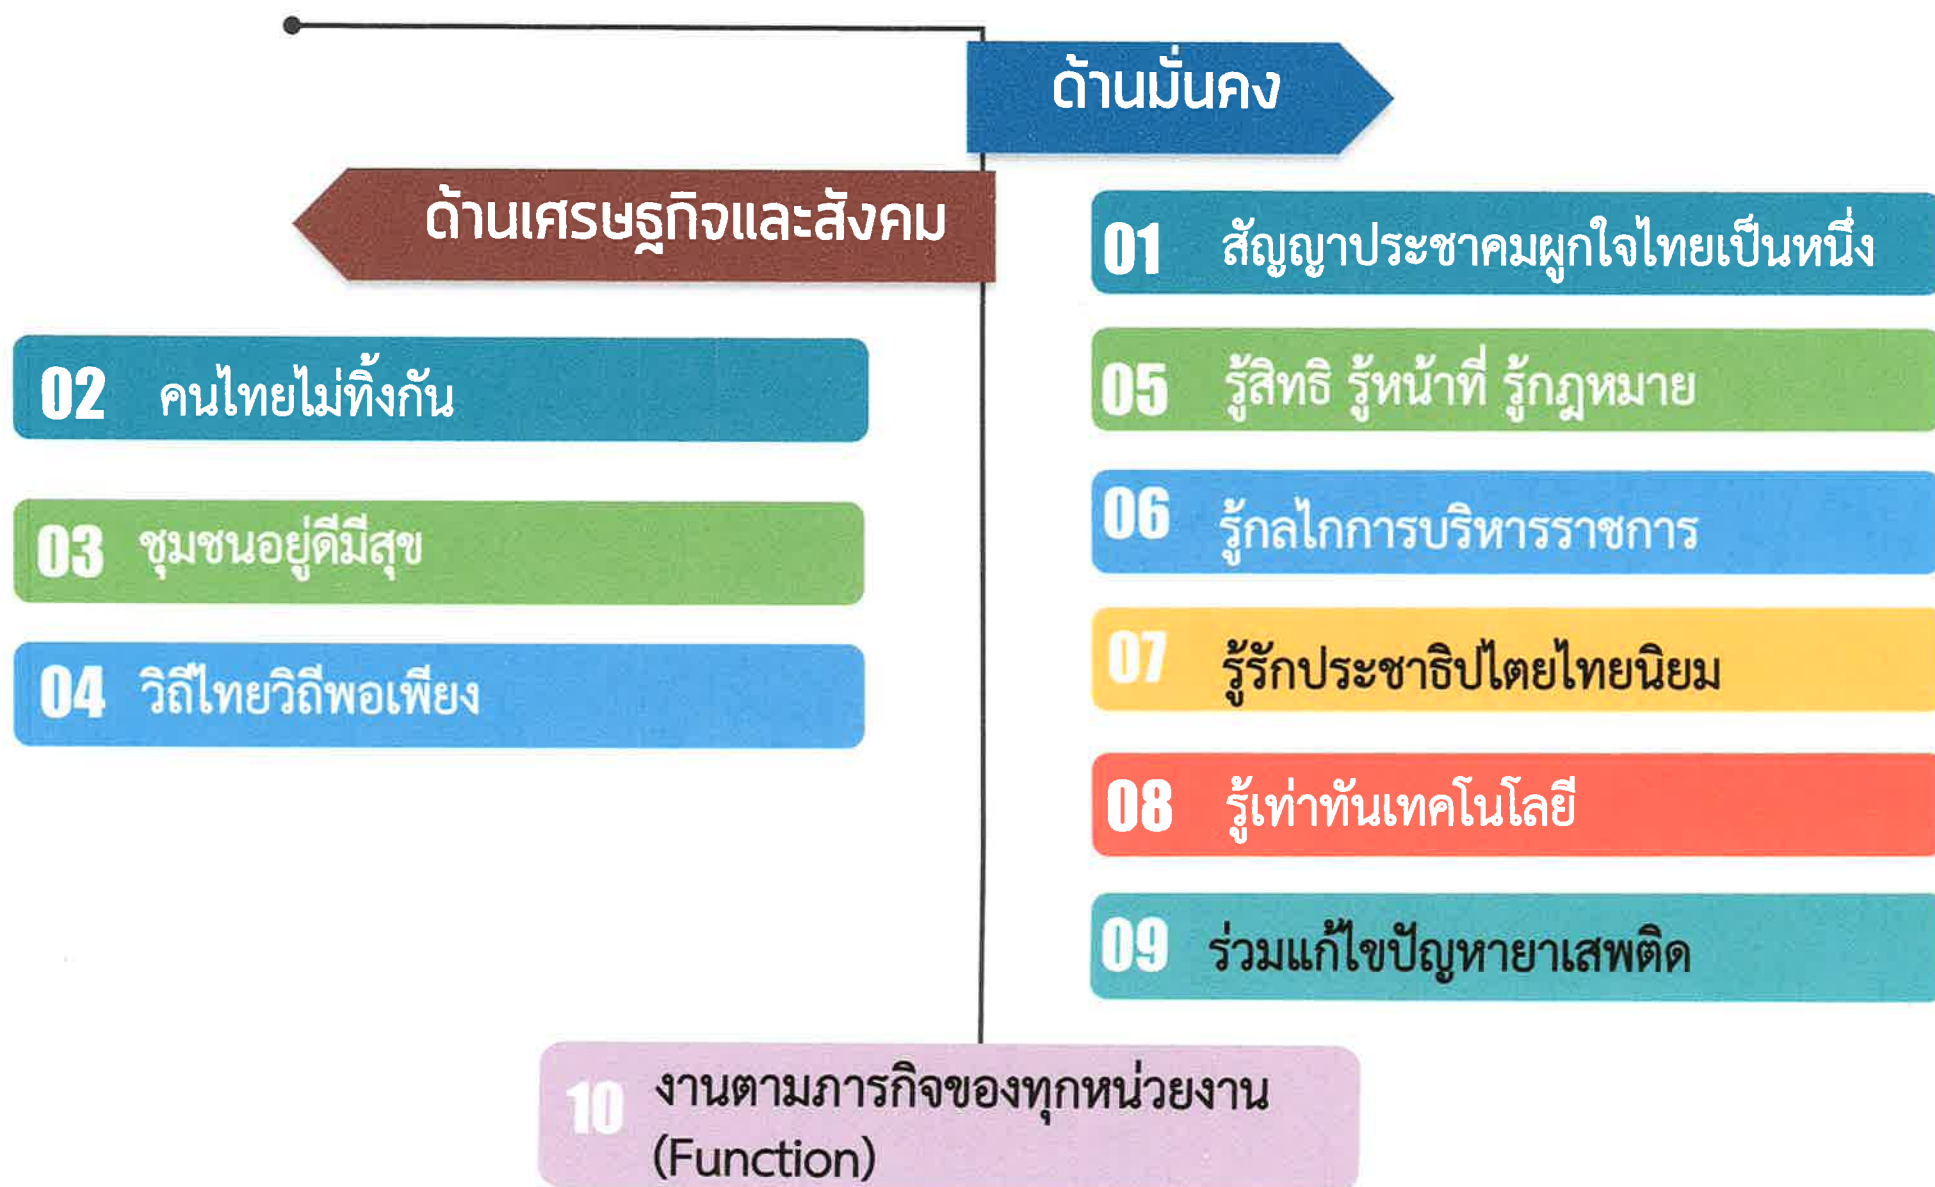 ด้านมั่นคง
ด้านเศรษฐกิจและสังคม
01 สัญญาประชาคมผูกใจไทยเป็นหนึ่ง
02 คนไทยไม่ทิ้งกัน
05 รู้สิทธิ รู้หน้าที่ รู้กฎหมาย
03 ชุมชนอยู่ดีมีสุข
06 รู้กลไกการบริหารราชการ
04 วิถีไทยวิถีพอเพียง
07 รู้รักประชาธิปไตยไทยนิยม
08 รู้เท่าทันเทคโนโลยี
09 ร่วมแก้ไขปัญหายาเสพติด
10 งานตามภารกิจของทุกหน่วยงาน
(Function)